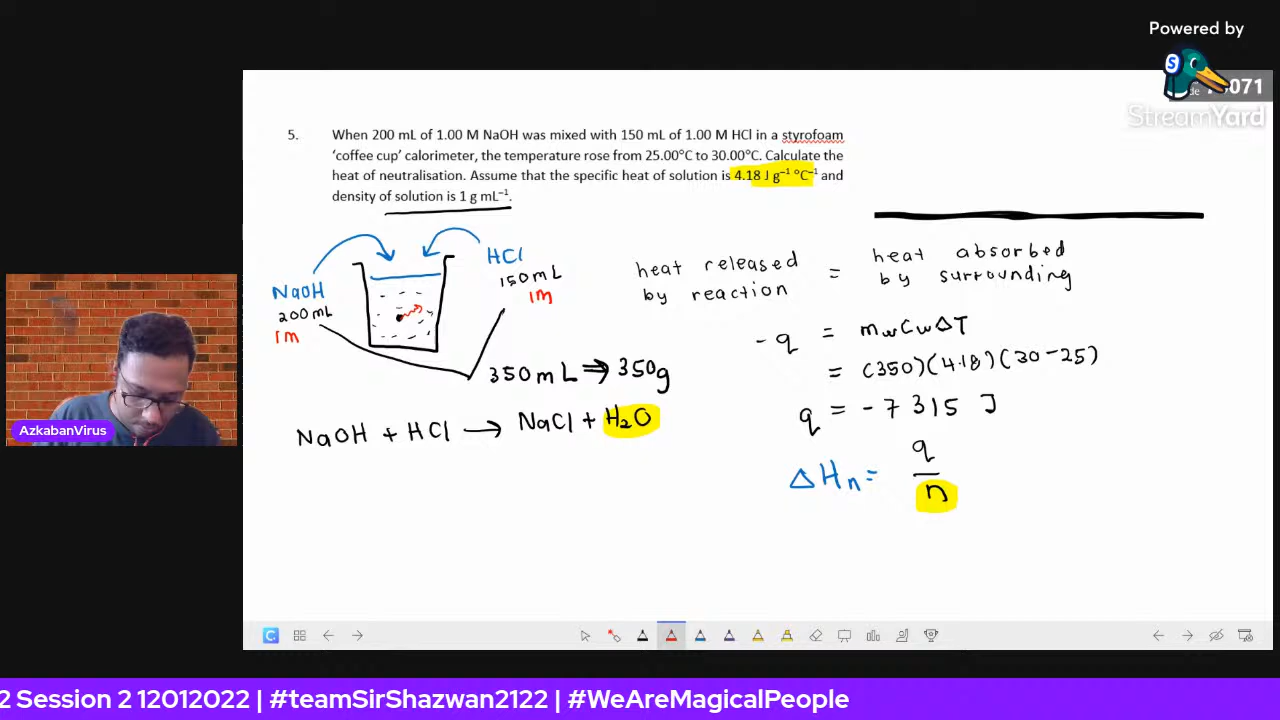 Powered by
StreamYard
071
5. When 200 mL of 1.00 M NaOH was mixed with 150 mL of 1.00 M HCl in a styrofoam
‘coffee cup’ calorimeter, the temperature rose from 25.00°C to 30.00°C. Calculate the
heat of neutralisation. Assume that the specific heat of solution is 4.18 J g⁻¹ °C⁻¹ and
density of solution is 1 g mL⁻¹.
NaOH
200 mL
1M
HCl
150 mL
1M
350 mL ⇒ 350g
NaOH + HCl → NaCl + H₂O
heat released
by reaction
=
heat absorbed
by surrounding
-q = mwCwΔT
= (350)(4.18)(30-25)
q = -7315 J
ΔHn = q
n
AzkabanVirus
2 Session 2 12012022 | #teamSirShazwan2122 | #WeAreMagicalPeople